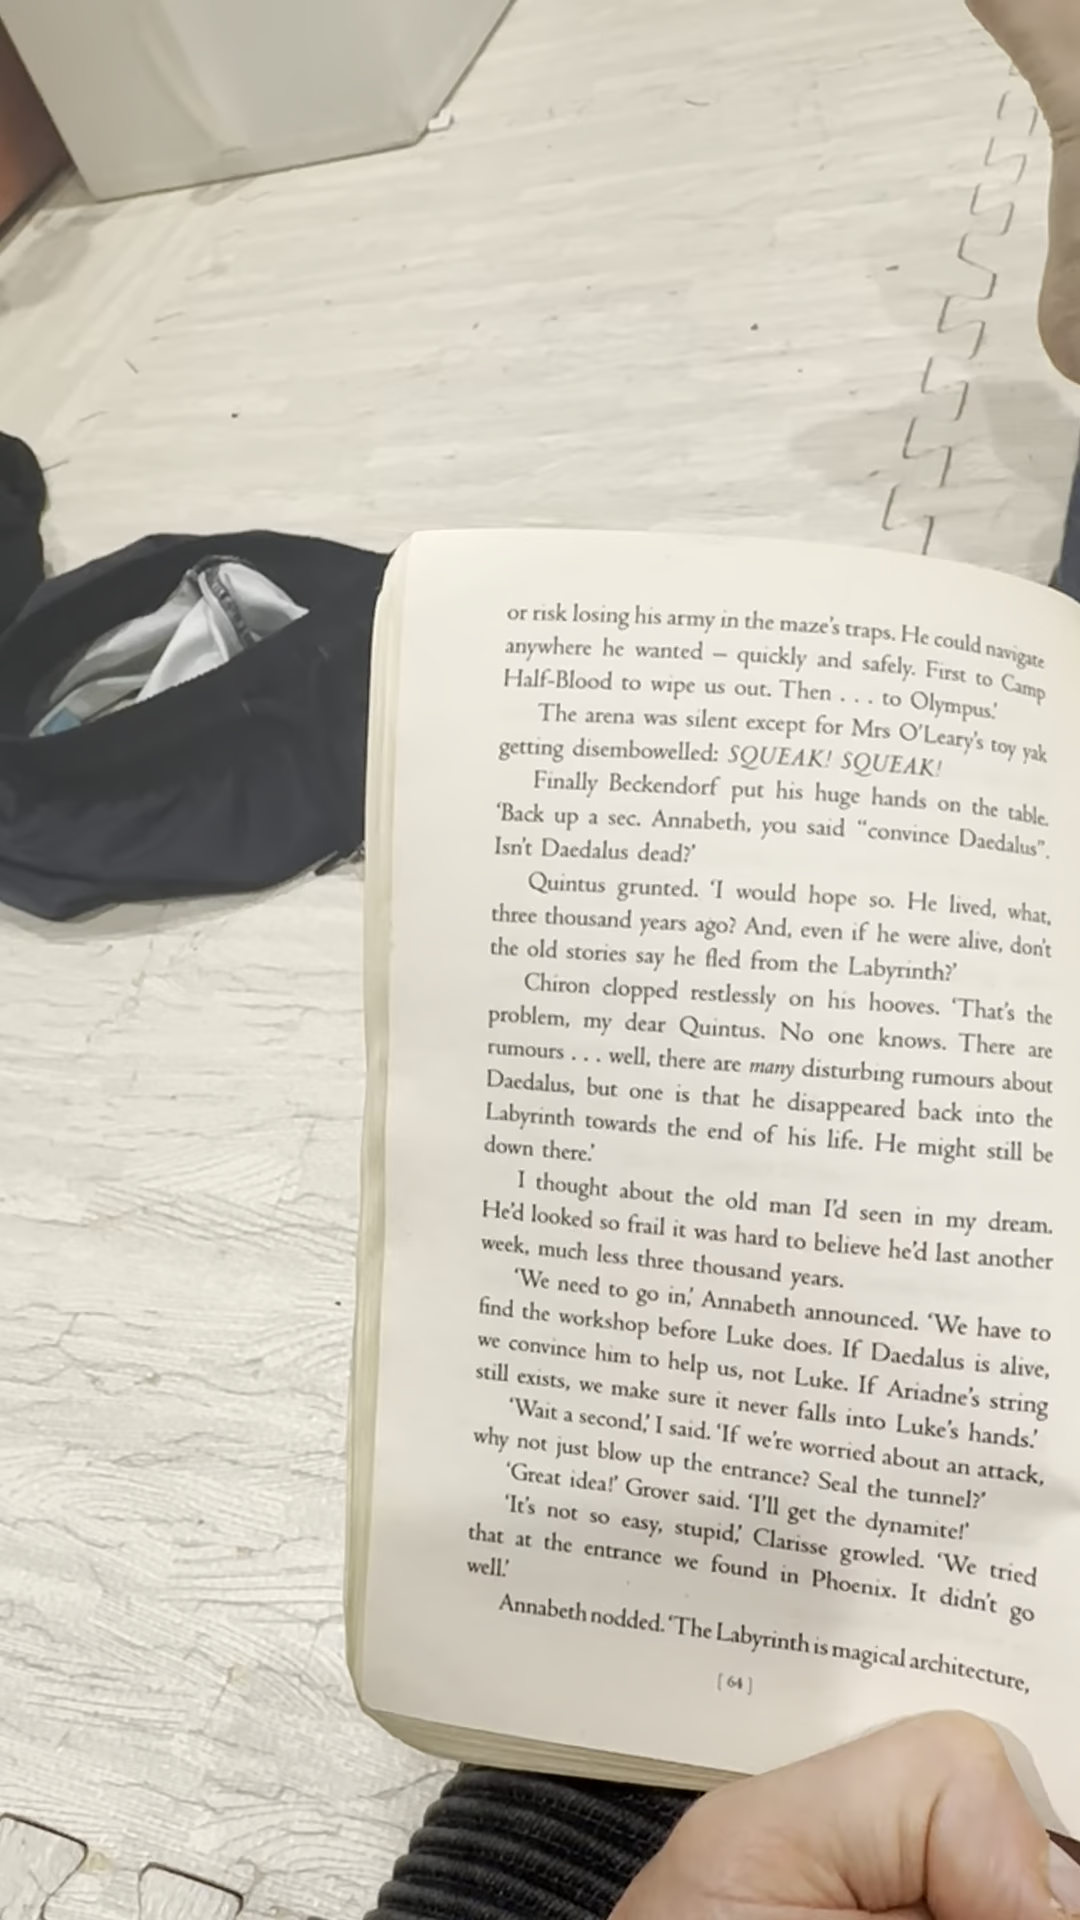 or risk losing his army in the maze's traps. He could navigate
anywhere he wanted – quickly and safely. First to Camp
Half-Blood to wipe us out. Then . . . to Olympus.'
The arena was silent except for Mrs O'Leary's toy yak
getting disembowelled: SQUEAK! SQUEAK!
Finally Beckendorf put his huge hands on the table.
'Back up a sec. Annabeth, you said “convince Daedalus”.
Isn't Daedalus dead?'
Quintus grunted. 'I would hope so. He lived, what,
three thousand years ago? And, even if he were alive, don't
the old stories say he fled from the Labyrinth?'
Chiron clopped restlessly on his hooves. 'That's the
problem, my dear Quintus. No one knows. There are
rumours . . . well, there are many disturbing rumours about
Daedalus, but one is that he disappeared back into the
Labyrinth towards the end of his life. He might still be
down there.'
I thought about the old man I'd seen in my dream.
He'd looked so frail it was hard to believe he'd last another
week, much less three thousand years.
'We need to go in,' Annabeth announced. 'We have to
find the workshop before Luke does. If Daedalus is alive,
we convince him to help us, not Luke. If Ariadne's string
still exists, we make sure it never falls into Luke's hands.'
'Wait a second,' I said. 'If we're worried about an attack,
why not just blow up the entrance? Seal the tunnel?'
'Great idea!' Grover said. 'I'll get the dynamite!'
'It's not so easy, stupid,' Clarisse growled. 'We tried
that at the entrance we found in Phoenix. It didn't go
well.'
Annabeth nodded. 'The Labyrinth is magical architecture,
[ 64 ]